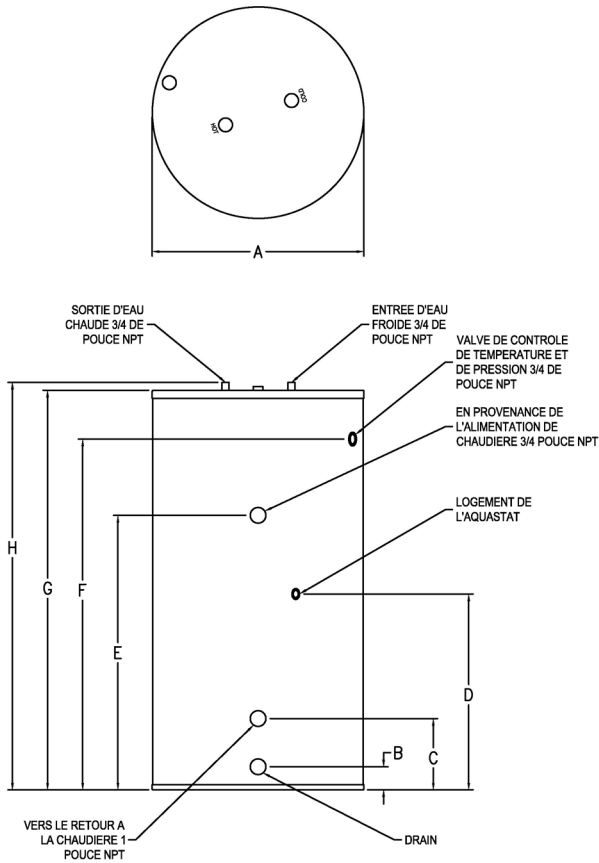 COLD
HOT
A
SORTIE D'EAU
CHAUDE 3/4 DE
POUCE NPT
ENTREE D'EAU
FROIDE 3/4 DE
POUCE NPT
VALVE DE CONTROLE
DE TEMPERATURE ET
DE PRESSION 3/4 DE
POUCE NPT
EN PROVENANCE DE
L'ALIMENTATION DE
CHAUDIERE 3/4 POUCE NPT
LOGEMENT DE
L'AQUASTAT
H
G
F
E
D
C
B
VERS LE RETOUR A
LA CHAUDIERE 1
POUCE NPT
DRAIN